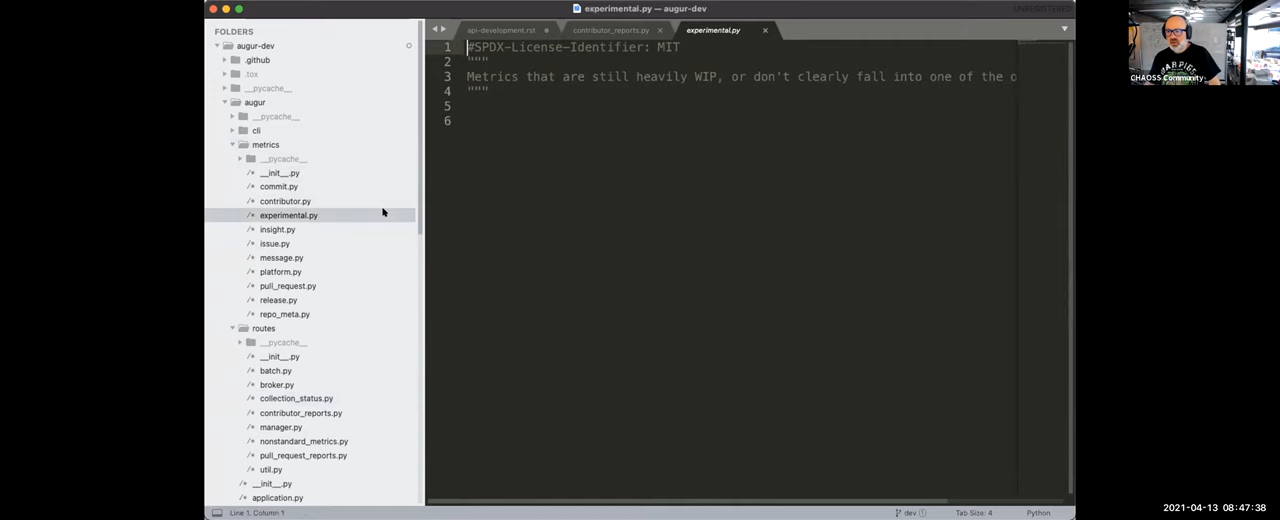 experimental.py — augur-dev
UNREGISTERED
FOLDERS
augur-dev
.github
.tox
__pycache__
augur
__pycache__
cli
metrics
__pycache__
/* __init__.py
/* commit.py
/* contributor.py
/* experimental.py
/* insight.py
/* issue.py
/* message.py
/* platform.py
/* pull_request.py
/* release.py
/* repo_meta.py
routes
__pycache__
/* __init__.py
/* batch.py
/* broker.py
/* collection_status.py
/* contributor_reports.py
/* manager.py
/* nonstandard_metrics.py
/* pull_request_reports.py
/* util.py
/* __init__.py
/* application.py
api-development.rst
contributor_reports.py
experimental.py
1 #SPDX-License-Identifier: MIT
2 """
3 Metrics that are still heavily WIP, or don't clearly fall into one of the o
4 """
5
6
Line 1, Column 1
dev 1
Tab Size: 4
Python
CHAOSS Community
2021-04-13 08:47:38